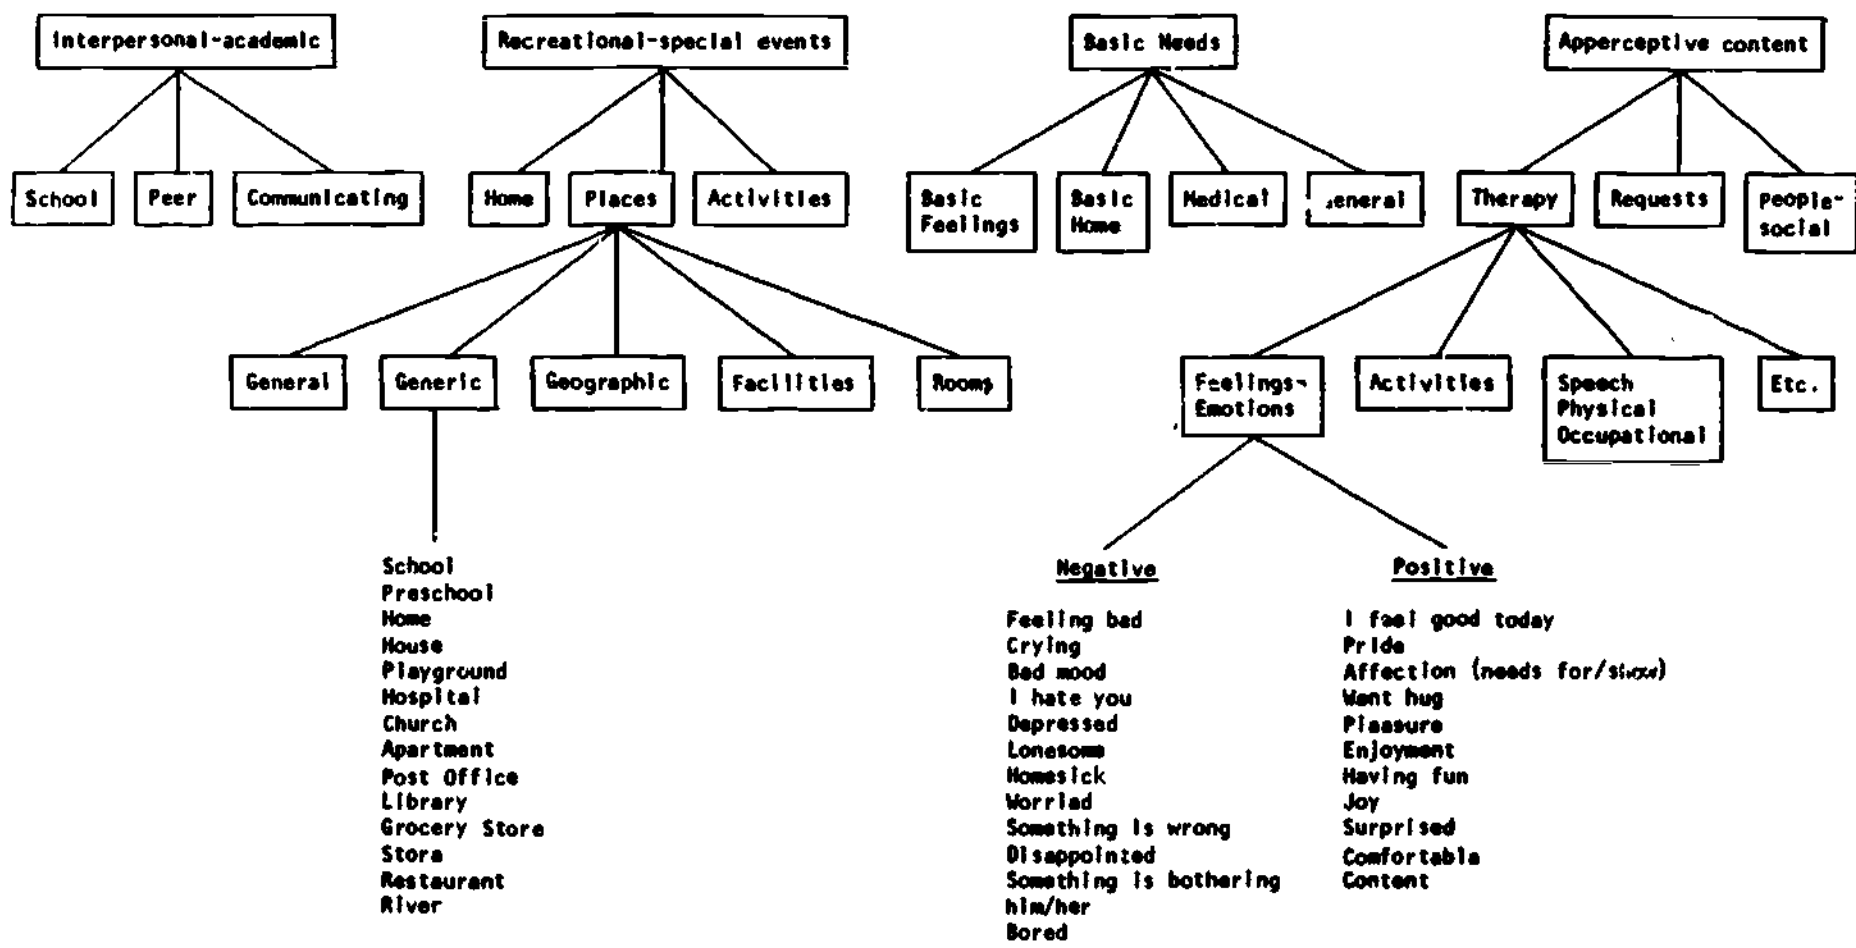 Interpersonal-academic
Recreational-special events
Basic Needs
Apperceptive content
School
Peer
Communicating
Home
Places
Activities
Basic
Feelings
Basic
Home
Medical
General
Therapy
Requests
People-
social
General
Generic
Geographic
Facilities
Rooms
Feelings-
Emotions
Activities
Speech
Physical
Occupational
Etc.
School
Preschool
Home
House
Playground
Hospital
Church
Apartment
Post Office
Library
Grocery Store
Store
Restaurant
River
Negative
Feeling bad
Crying
Bad mood
I hate you
Depressed
Lonesome
Homesick
Worried
Something is wrong
Disappointed
Something is bothering
him/her
Bored
Positive
I feel good today
Pride
Affection (needs for/show)
Want hug
Pleasure
Enjoyment
Having fun
Joy
Surprised
Comfortable
Content